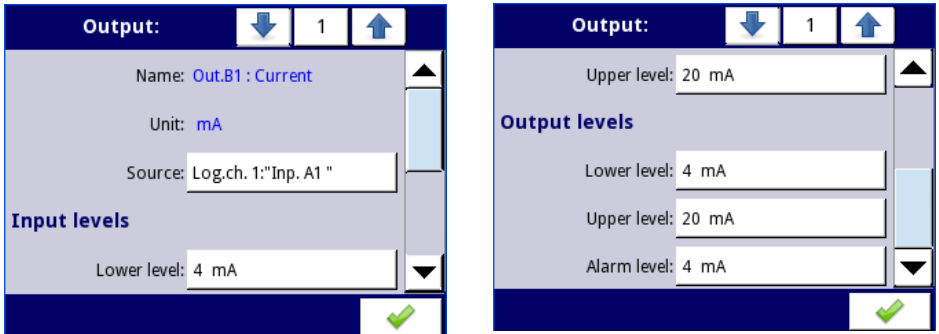 Output: 1
Name: Out.B1 : Current
Unit: mA
Source: Log.ch. 1:"Inp. A1 "
Input levels
Lower level: 4 mA
Output: 1
Upper level: 20 mA
Output levels
Lower level: 4 mA
Upper level: 20 mA
Alarm level: 4 mA